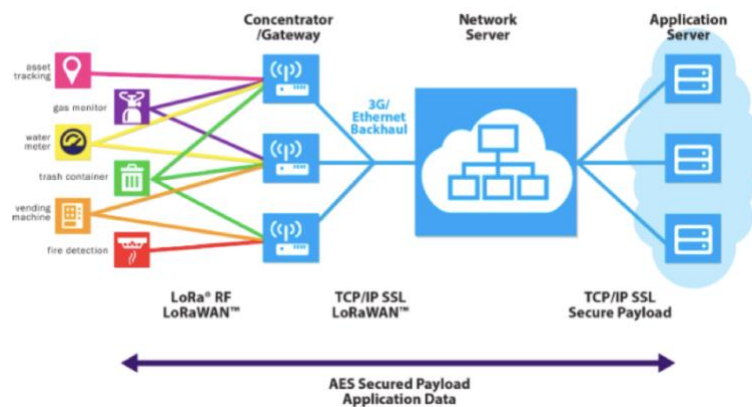 Concentrator
/Gateway
Network
Server
Application
Server
asset
tracking
gas monitor
water
meter
trash container
vending
machine
fire detection
3G/
Ethernet
Backhaul
LoRa® RF
LoRaWAN™
TCP/IP SSL
LoRaWAN™
TCP/IP SSL
Secure Payload
AES Secured Payload
Application Data